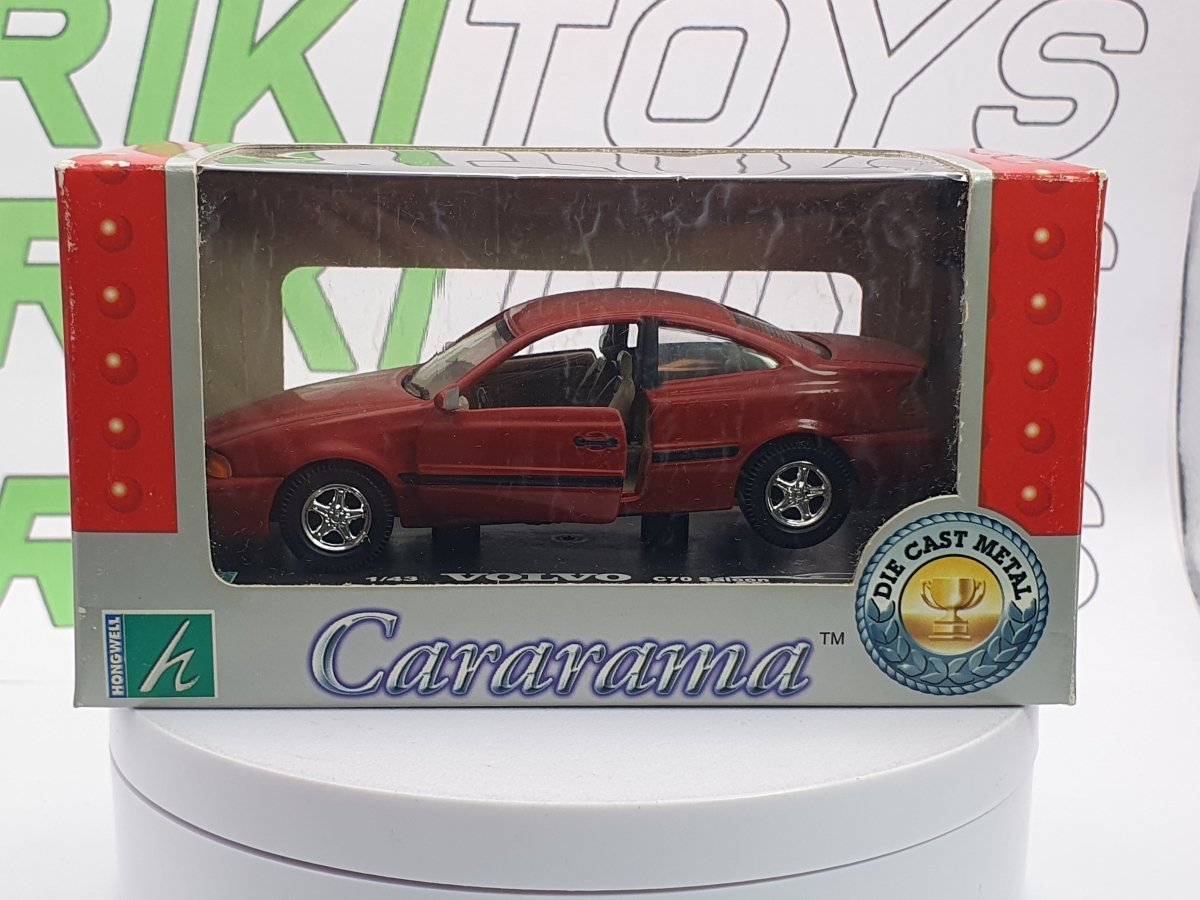 RIKITOYS
DIE CAST METAL
1/43 VOLVO C70 Saloon
HONGWELL
h
Cararama™